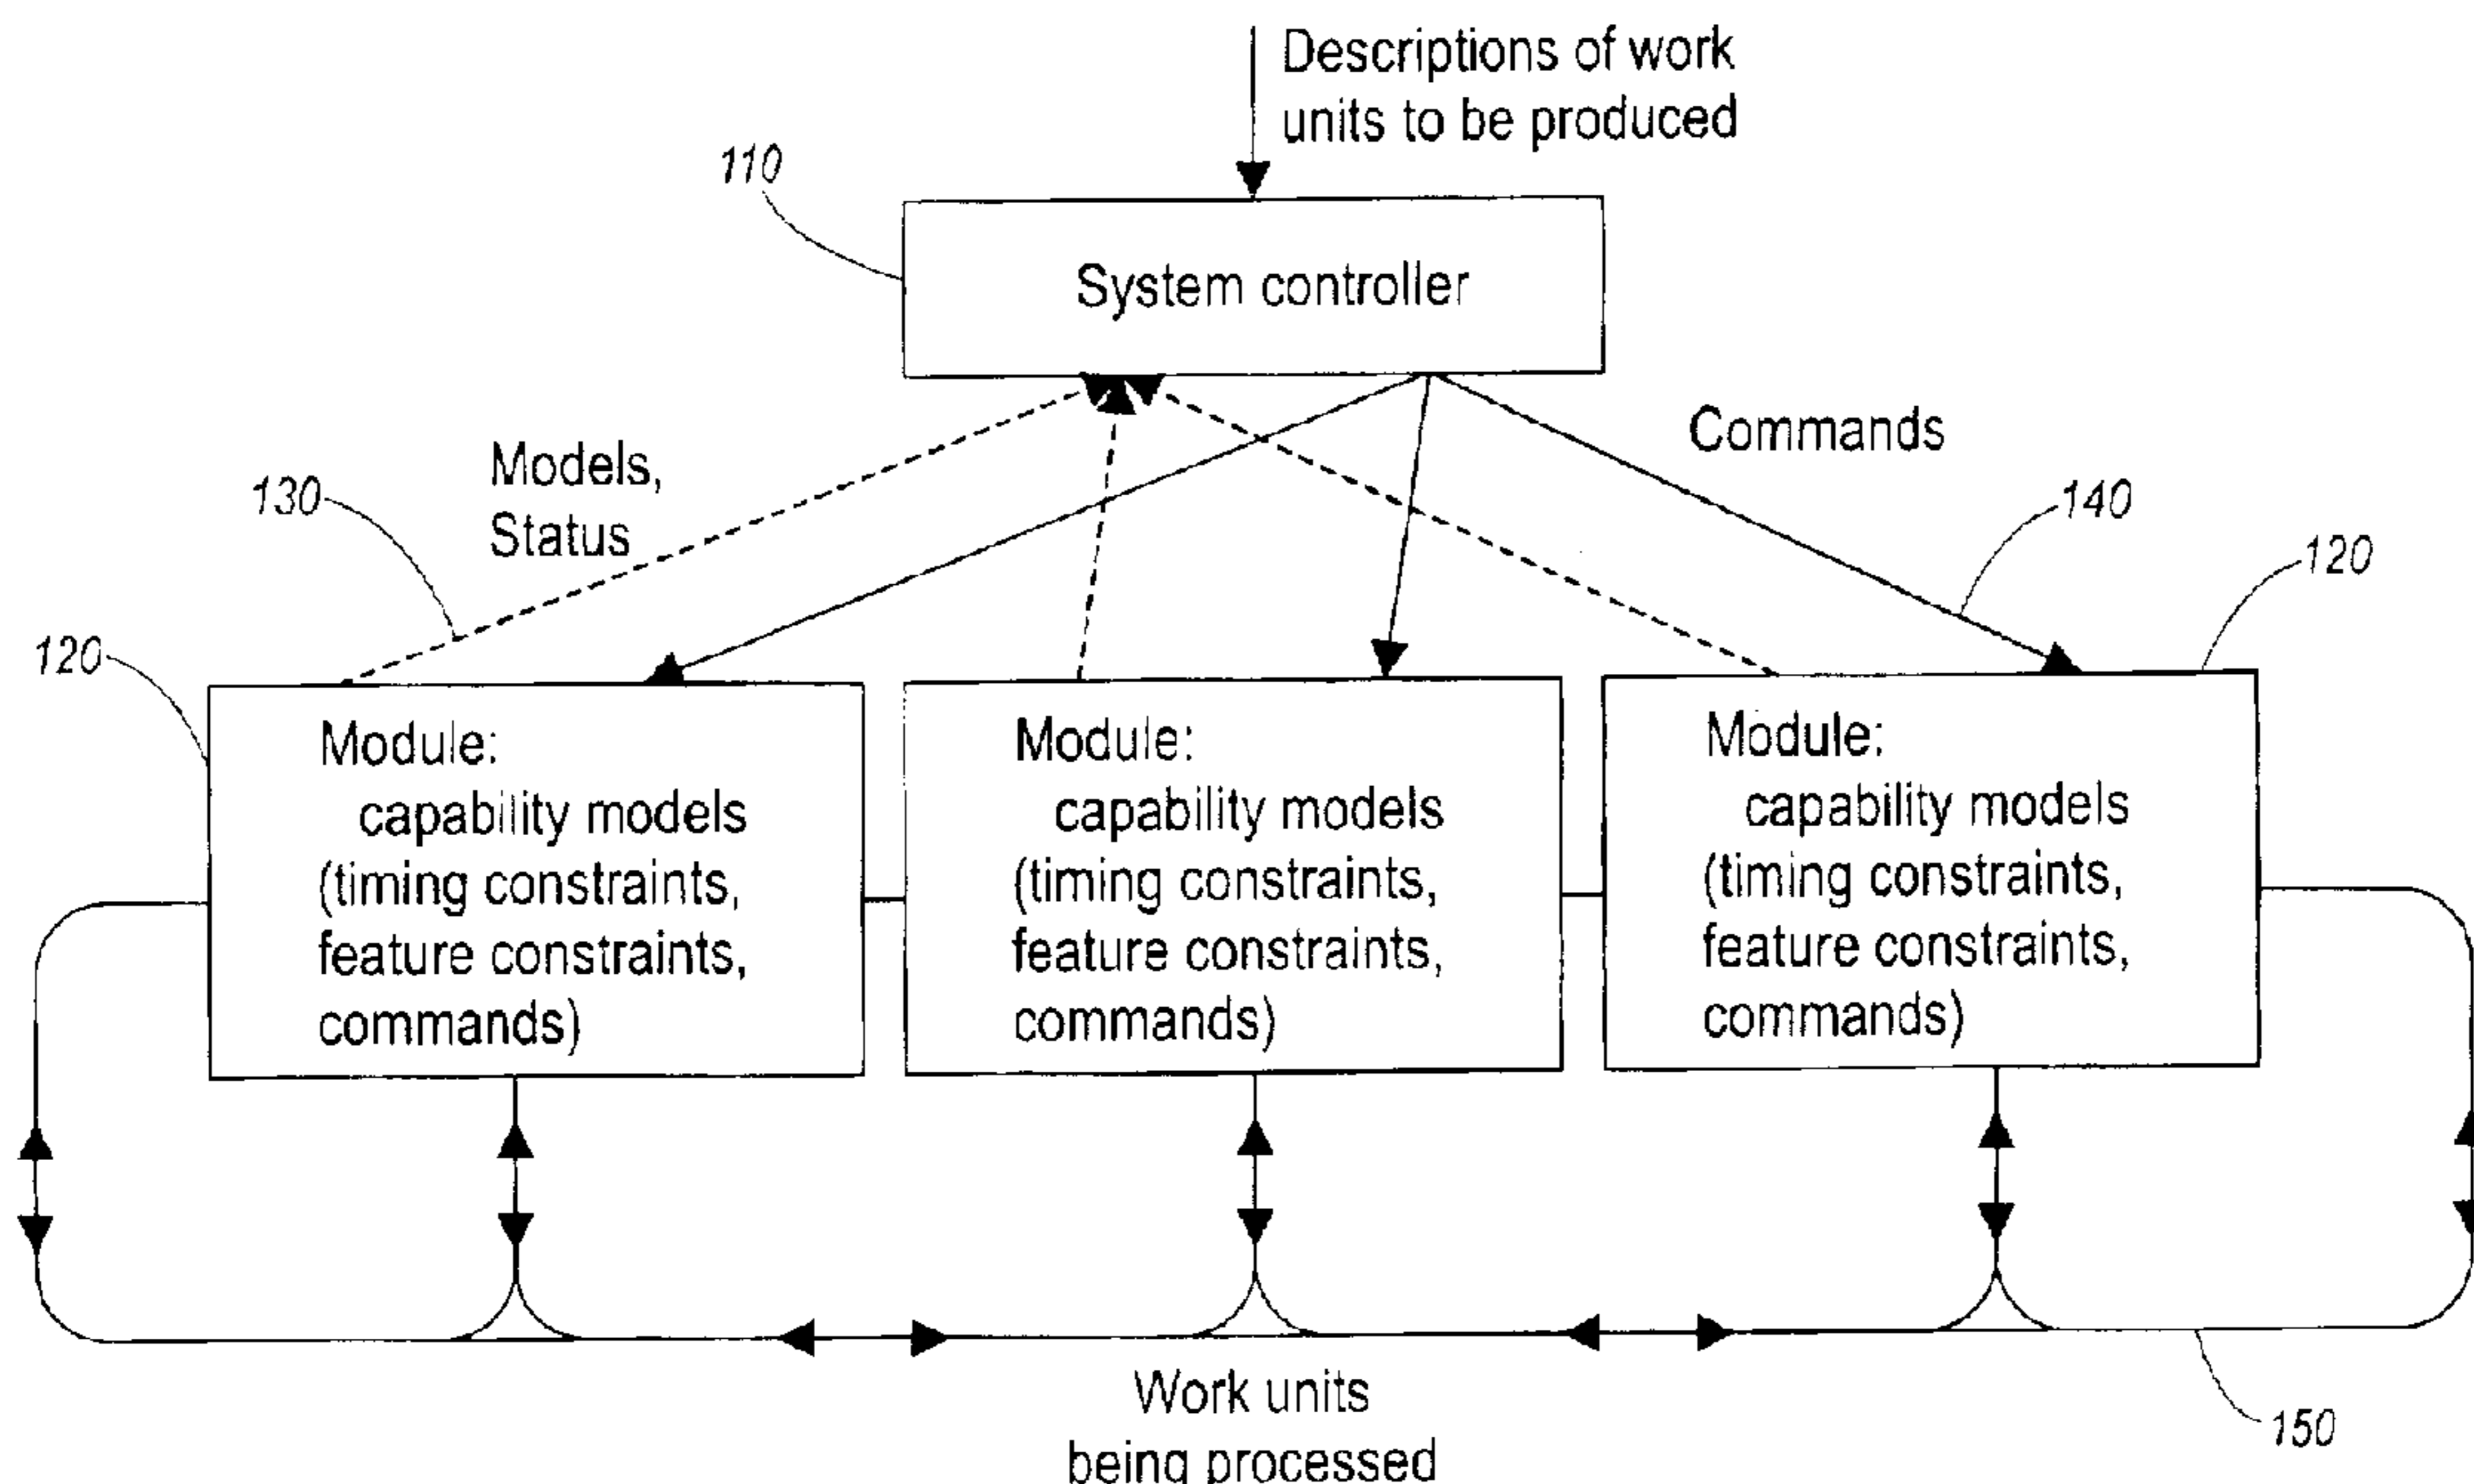 Descriptions of work
units to be produced
110
System controller
Models,
Status
Commands
130
140
120
120
Module:
capability models
(timing constraints,
feature constraints,
commands)
Module:
capability models
(timing constraints,
feature constraints,
commands)
Module:
capability models
(timing constraints,
feature constraints,
commands)
Work units
being processed
150